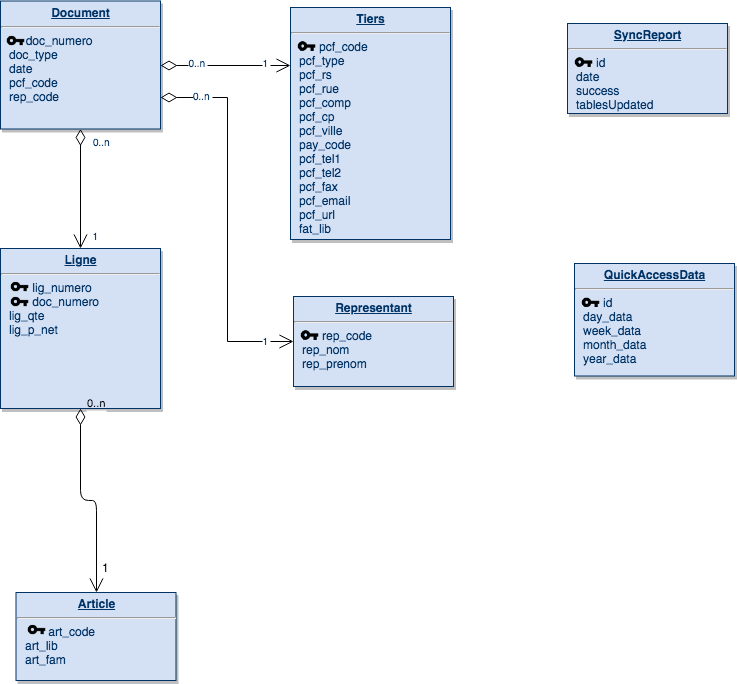 Document
doc_numero
doc_type
date
pcf_code
rep_code
0..n
1
0..n
0..n
1
Tiers
pcf_code
pcf_type
pcf_rs
pcf_rue
pcf_comp
pcf_cp
pcf_ville
pay_code
pcf_tel1
pcf_tel2
pcf_fax
pcf_email
pcf_url
fat_lib
SyncReport
id
date
success
tablesUpdated
Ligne
lig_numero
doc_numero
lig_qte
lig_p_net
0..n
1
Representant
rep_code
rep_nom
rep_prenom
QuickAccessData
id
day_data
week_data
month_data
year_data
1
Article
art_code
art_lib
art_fam